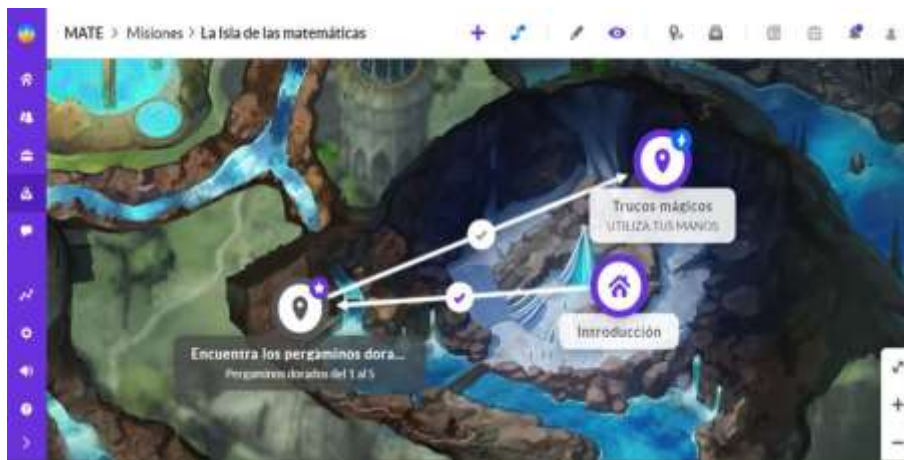 MATE > Misiones > La Isla de las matemáticas
Trucos mágicos
UTILIZA TUS MANOS
Introducción
Encuentra los pergaminos dora...
Pergaminos dorados del 1 al 5